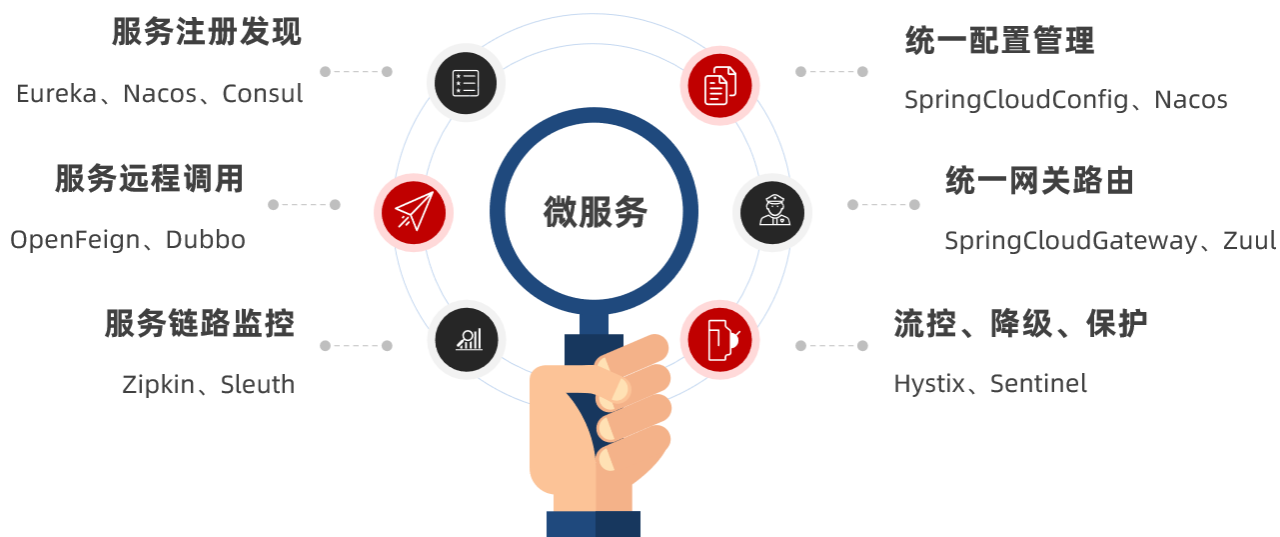 服务注册发现
Eureka、Nacos、Consul
服务远程调用
OpenFeign、Dubbo
服务链路监控
Zipkin、Sleuth
微服务
统一配置管理
SpringCloudConfig、Nacos
统一网关路由
SpringCloudGateway、Zuul
流控、降级、保护
Hystix、Sentinel